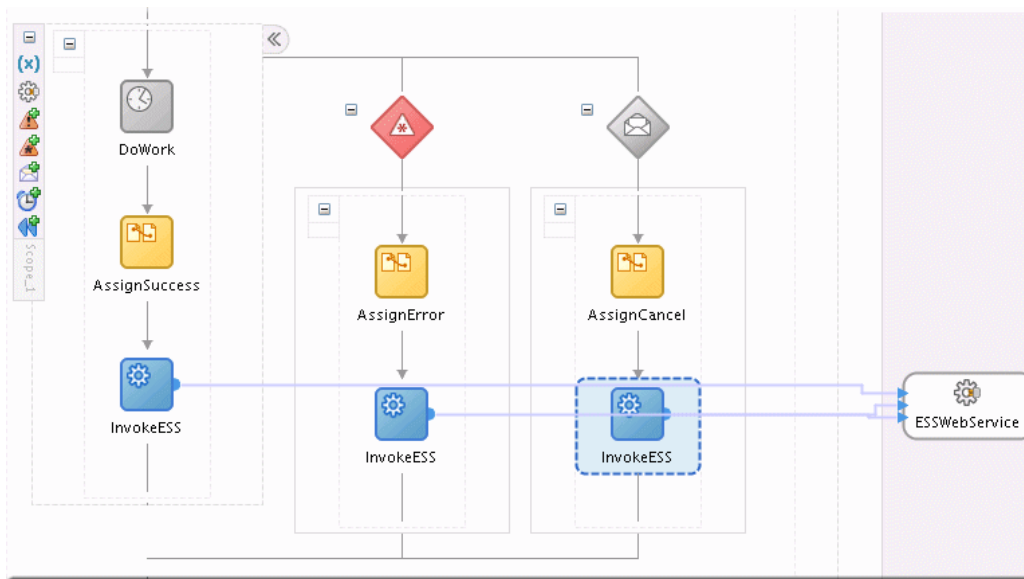 (x)
Scope_1
DoWork
AssignSuccess
InvokeESS
AssignError
InvokeESS
AssignCancel
InvokeESS
ESSWebService